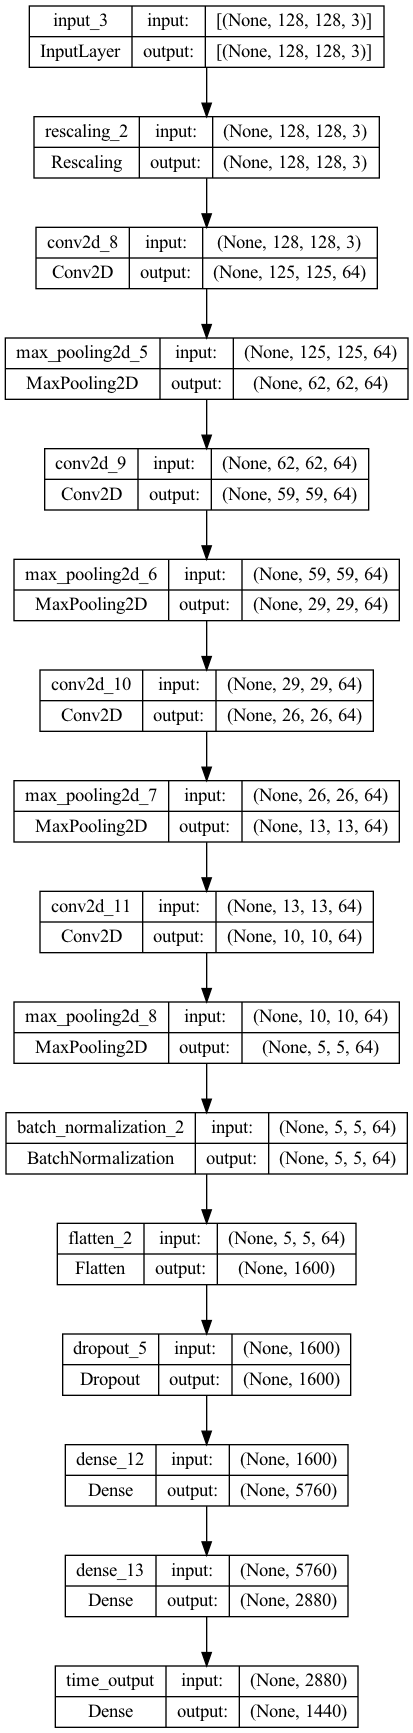 input_3 input: [(None, 128, 128, 3)]
InputLayer output: [(None, 128, 128, 3)]
rescaling_2 input: (None, 128, 128, 3)
Rescaling output: (None, 128, 128, 3)
conv2d_8 input: (None, 128, 128, 3)
Conv2D output: (None, 125, 125, 64)
max_pooling2d_5 input: (None, 125, 125, 64)
MaxPooling2D output: (None, 62, 62, 64)
conv2d_9 input: (None, 62, 62, 64)
Conv2D output: (None, 59, 59, 64)
max_pooling2d_6 input: (None, 59, 59, 64)
MaxPooling2D output: (None, 29, 29, 64)
conv2d_10 input: (None, 29, 29, 64)
Conv2D output: (None, 26, 26, 64)
max_pooling2d_7 input: (None, 26, 26, 64)
MaxPooling2D output: (None, 13, 13, 64)
conv2d_11 input: (None, 13, 13, 64)
Conv2D output: (None, 10, 10, 64)
max_pooling2d_8 input: (None, 10, 10, 64)
MaxPooling2D output: (None, 5, 5, 64)
batch_normalization_2 input: (None, 5, 5, 64)
BatchNormalization output: (None, 5, 5, 64)
flatten_2 input: (None, 5, 5, 64)
Flatten output: (None, 1600)
dropout_5 input: (None, 1600)
Dropout output: (None, 1600)
dense_12 input: (None, 1600)
Dense output: (None, 5760)
dense_13 input: (None, 5760)
Dense output: (None, 2880)
time_output input: (None, 2880)
Dense output: (None, 1440)